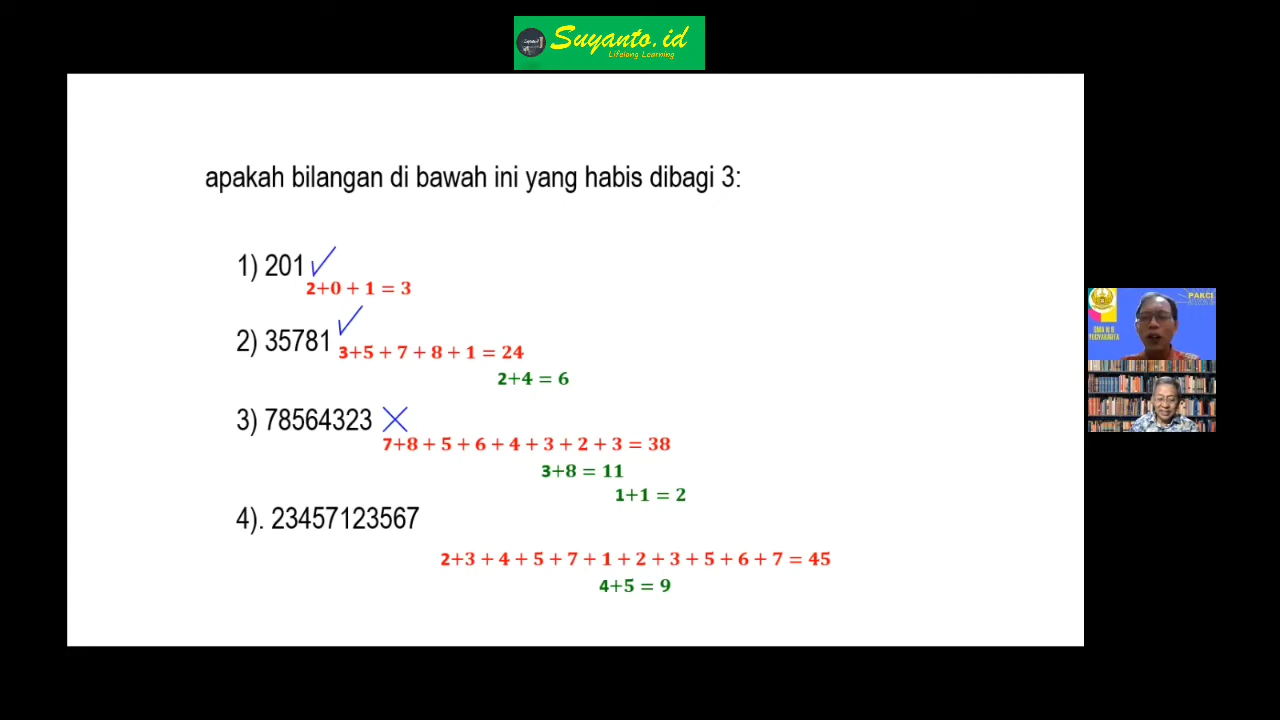 Suyanto.id
Lifelong Learning
apakah bilangan di bawah ini yang habis dibagi 3:
1) 201
2+0 + 1 = 3
2) 35781
3+5 + 7 + 8 + 1 = 24
2+4 = 6
3) 78564323
7+8 + 5 + 6 + 4 + 3 + 2 + 3 = 38
3+8 = 11
1+1 = 2
4). 23457123567
2+3 + 4 + 5 + 7 + 1 + 2 + 3 + 5 + 6 + 7 = 45
4+5 = 9
PAKCI